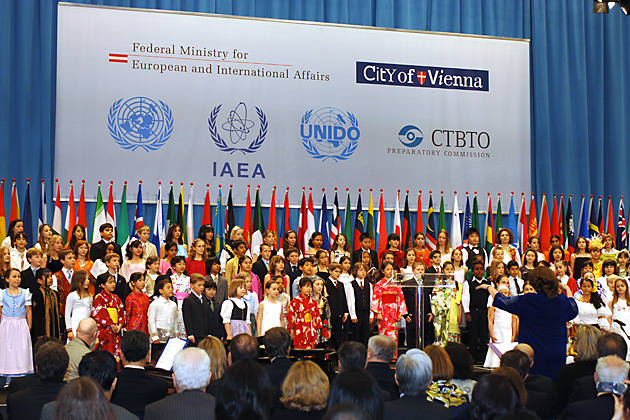 Federal Ministry for
European and International Affairs
CITY OF VIENNA
IAEA
UNIDO
CTBTO
PREPARATORY COMMISSION